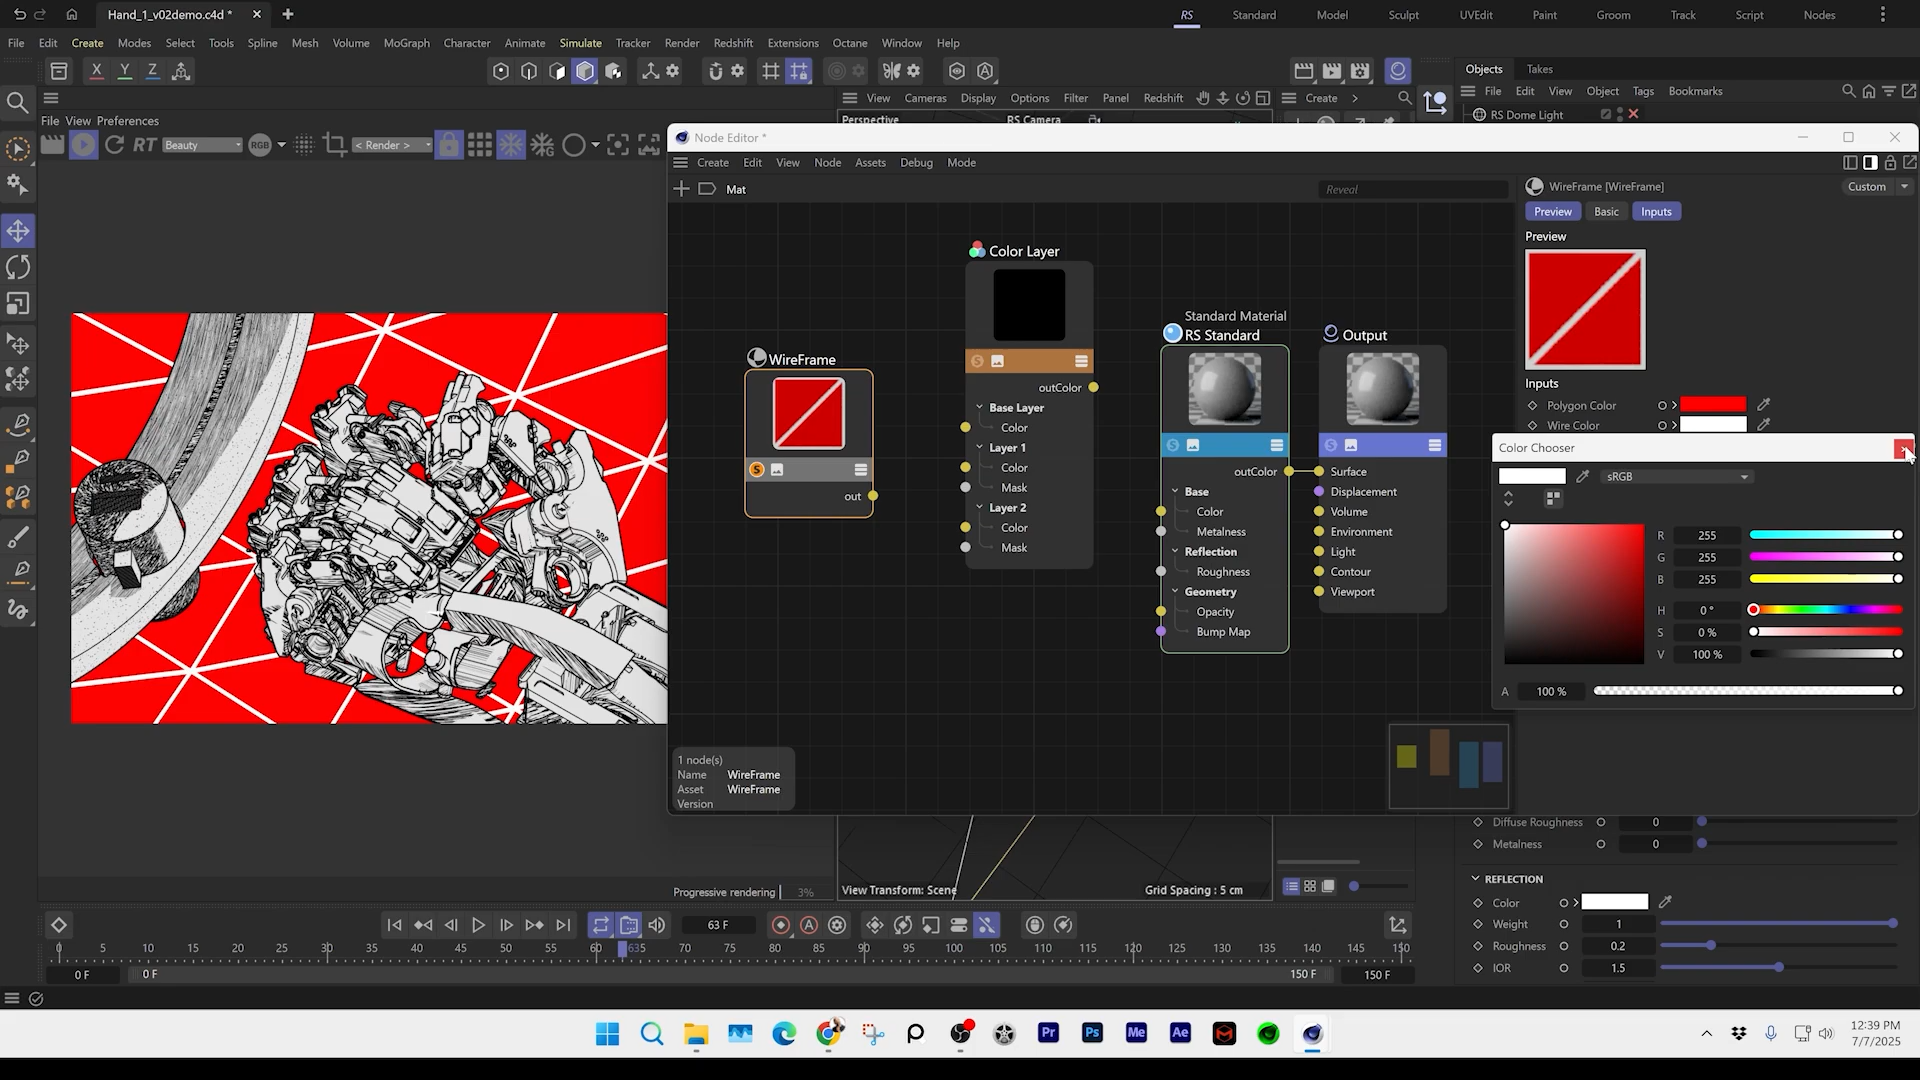 Hand_1_v02demo.c4d *
RS Standard Model Sculpt UVEdit Paint Groom Track Script Nodes
File Edit Create Modes Select Tools Spline Mesh Volume MoGraph Character Animate Simulate Tracker Render Redshift Extensions Octane Window Help
X Y Z
Objects Takes
View Cameras Display Options Filter Panel Redshift
Create
File Edit View Object Tags Bookmarks
Perspective RS Camera
RS Dome Light
File View Preferences
RT Beauty RGB < Render >
Node Editor *
Create Edit View Node Assets Debug Mode
Mat
Reveal
WireFrame [WireFrame]
Custom
Preview Basic Inputs
Preview
Inputs
Polygon Color
Wire Color
Color Layer
outColor
Base Layer
Color
Layer 1
Color
Mask
Layer 2
Color
Mask
WireFrame
S
out
Standard Material
RS Standard
outColor
Base
Color
Metalness
Reflection
Roughness
Geometry
Opacity
Bump Map
Output
Surface
Displacement
Volume
Environment
Light
Contour
Viewport
Color Chooser
sRGB
R 255
G 255
B 255
H 0 °
S 0 %
V 100 %
A 100 %
1 node(s)
Name WireFrame
Asset WireFrame
Version
Diffuse Roughness 0
Metalness 0
REFLECTION
Color
Weight 1
Roughness 0.2
IOR 1.5
Progressive rendering 3%
View Transform: Scene
Grid Spacing : 5 cm
63 F
0 5 10 15 20 25 30 35 40 45 50 55 60 635 70 75 80 85 90 95 100 105 110 115 120 125 130 135 140 145 150
0 F 0 F 150 F 150 F
Pr Ps Me Ae
12:39 PM
7/7/2025